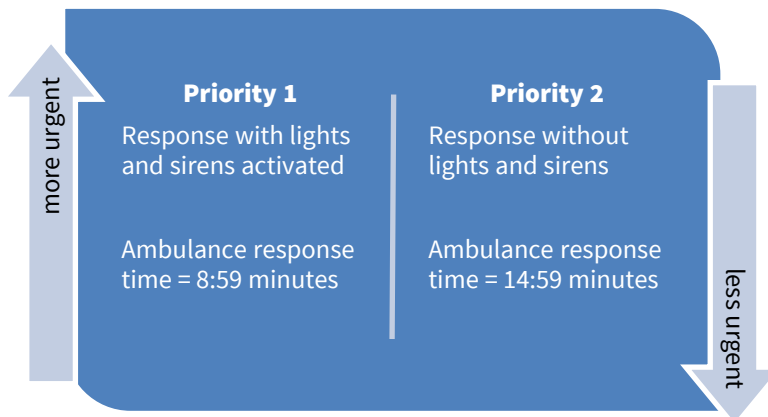 more urgent
Priority 1
Response with lights
and sirens activated
Ambulance response
time = 8:59 minutes
Priority 2
Response without
lights and sirens
Ambulance response
time = 14:59 minutes
less urgent